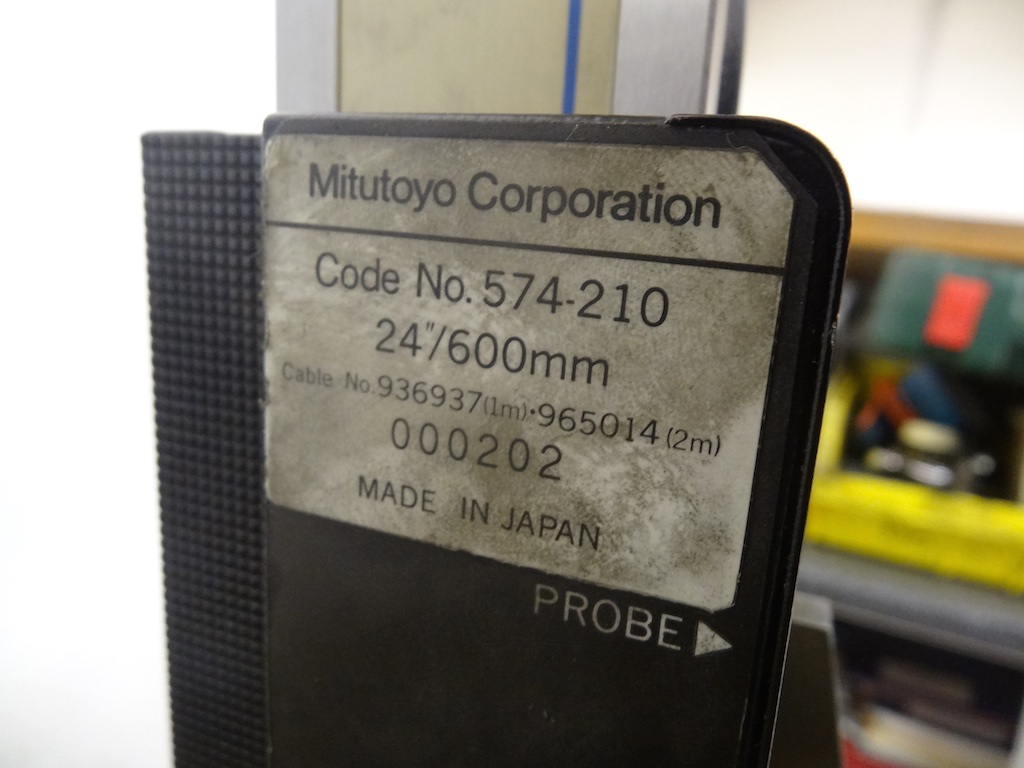 Mitutoyo Corporation
Code No. 574-210
24"/600mm
Cable No.936937(1m)·965014(2m)
000202
MADE IN JAPAN
PROBE ▶